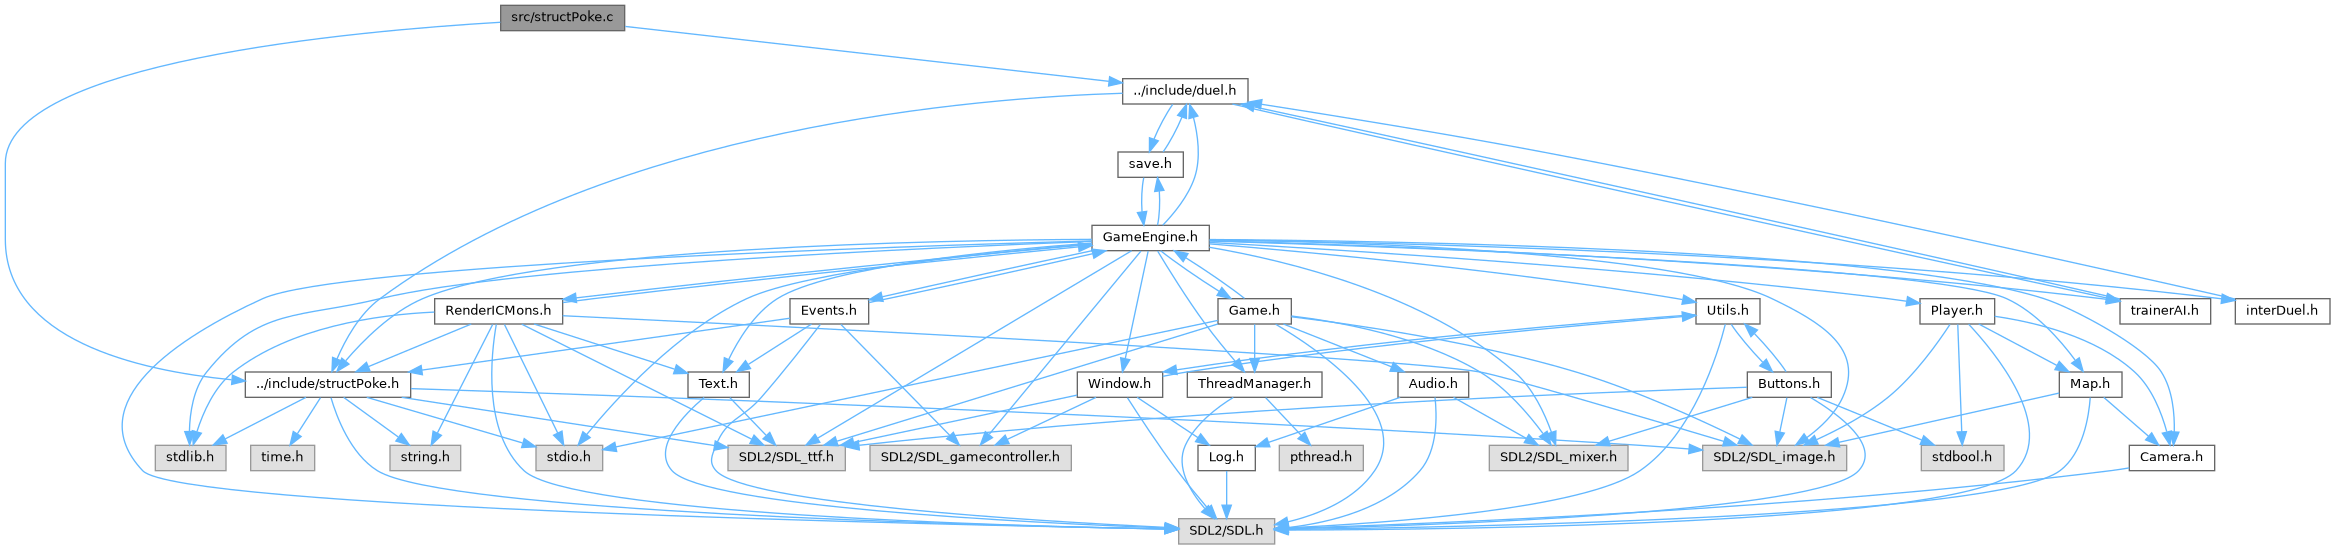 src/structPoke.c
../include/duel.h
save.h
GameEngine.h
RenderICMons.h
Events.h
Game.h
Utils.h
Player.h
trainerAI.h
interDuel.h
../include/structPoke.h
Text.h
Window.h
ThreadManager.h
Audio.h
Buttons.h
Map.h
stdlib.h
time.h
string.h
stdio.h
SDL2/SDL_ttf.h
SDL2/SDL_gamecontroller.h
Log.h
pthread.h
SDL2/SDL_mixer.h
SDL2/SDL_image.h
stdbool.h
Camera.h
SDL2/SDL.h